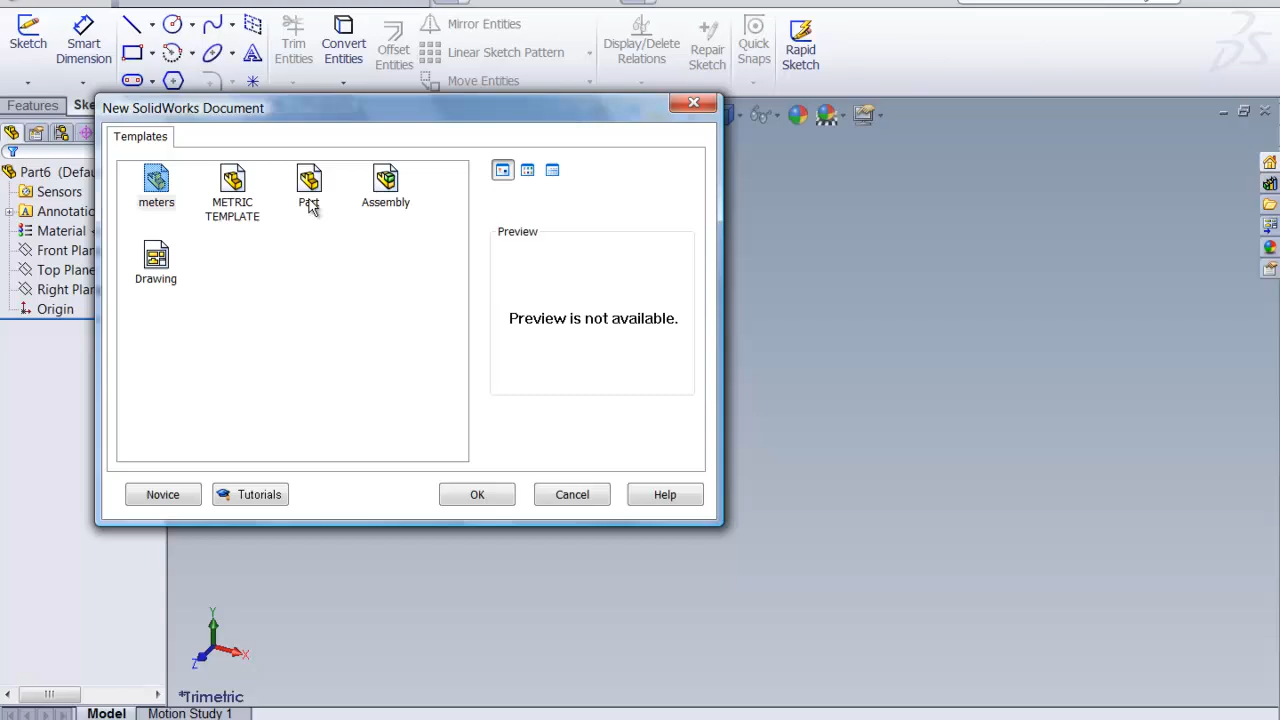 Sketch
Smart
Dimension
Trim
Entities
Convert
Entities
Offset
Entities
Mirror Entities
Linear Sketch Pattern
Move Entities
Display/Delete
Relations
Repair
Sketch
Quick
Snaps
Rapid
Sketch
Features
New SolidWorks Document
Templates
meters
METRIC
TEMPLATE
Part
Assembly
Drawing
Preview
Preview is not available.
Novice
Tutorials
OK
Cancel
Help
Part6 (Defa
Sensors
Annotatio
Material
Front Plan
Top Plane
Right Plan
Origin
Y
X
Z
*Trimetric
Model
Motion Study 1